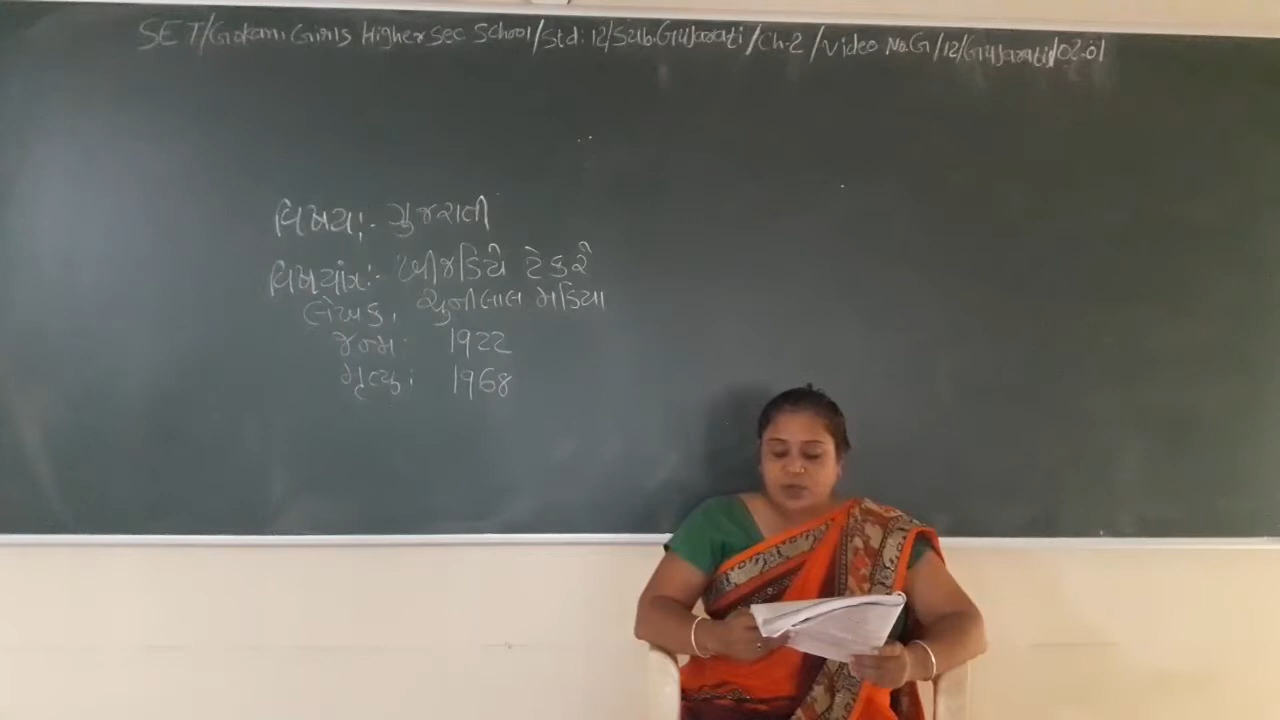 SET/Gokani Girls Higher Sec School/Std:12/Sub.Gujarati/Ch-2/Video No.G/12/Gujarati/02.01
વિષય:- ગુજરાતી
વિષયાંગ:- ખીજડિયે ટેકરે
લેખક: ચુનીલાલ મડિયા
જન્મ: 1922
મૃત્યુ: 1968